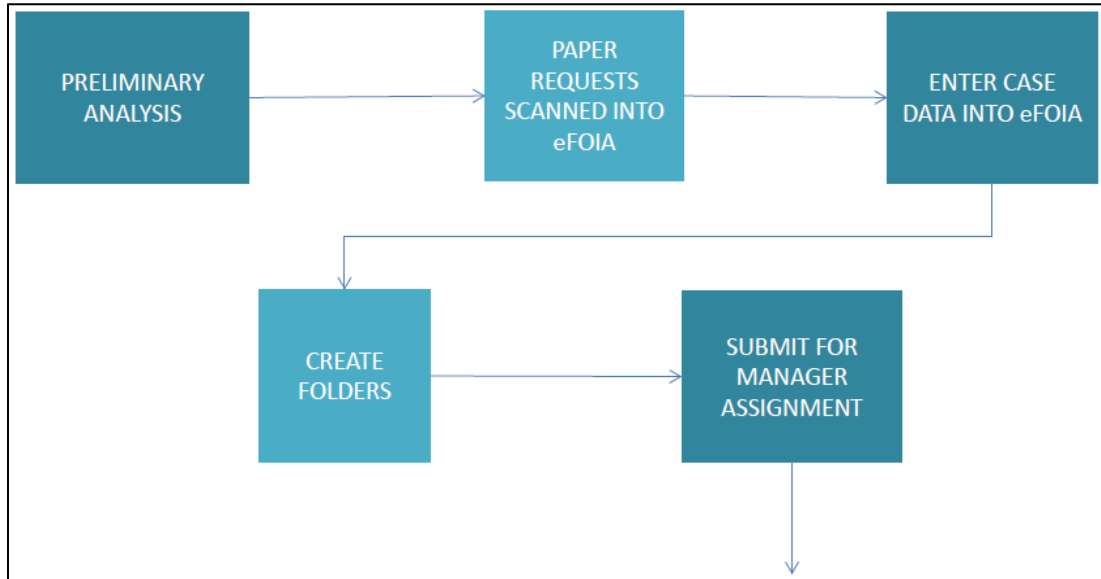 PRELIMINARY
ANALYSIS
PAPER
REQUESTS
SCANNED INTO
eFOIA
ENTER CASE
DATA INTO eFOIA
CREATE
FOLDERS
SUBMIT FOR
MANAGER
ASSIGNMENT